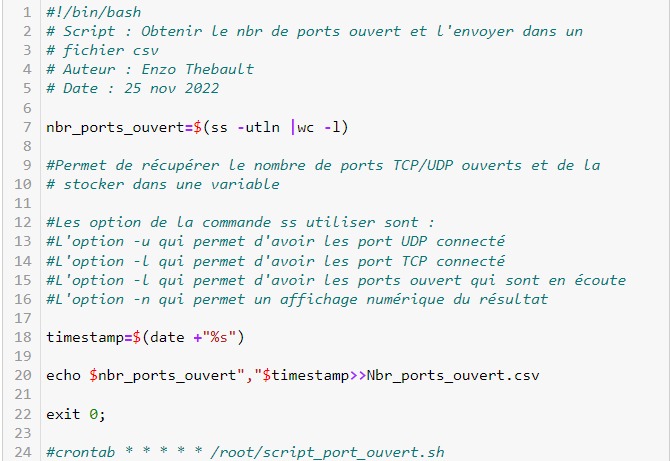 1 #!/bin/bash
2 # Script : Obtenir le nbr de ports ouvert et l'envoyer dans un
3 # fichier csv
4 # Auteur : Enzo Thebault
5 # Date : 25 nov 2022
6
7 nbr_ports_ouvert=$(ss -utln |wc -l)
8
9 #Permet de récupérer le nombre de ports TCP/UDP ouverts et de la
10 # stocker dans une variable
11
12 #Les option de la commande ss utiliser sont :
13 #L'option -u qui permet d'avoir les port UDP connecté
14 #L'option -l qui permet d'avoir les port TCP connecté
15 #L'option -l qui permet d'avoir les ports ouvert qui sont en écoute
16 #L'option -n qui permet un affichage numérique du résultat
17
18 timestamp=$(date +"%s")
19
20 echo $nbr_ports_ouvert","$timestamp>>Nbr_ports_ouvert.csv
21
22 exit 0;
23
24 #crontab * * * * * /root/script_port_ouvert.sh